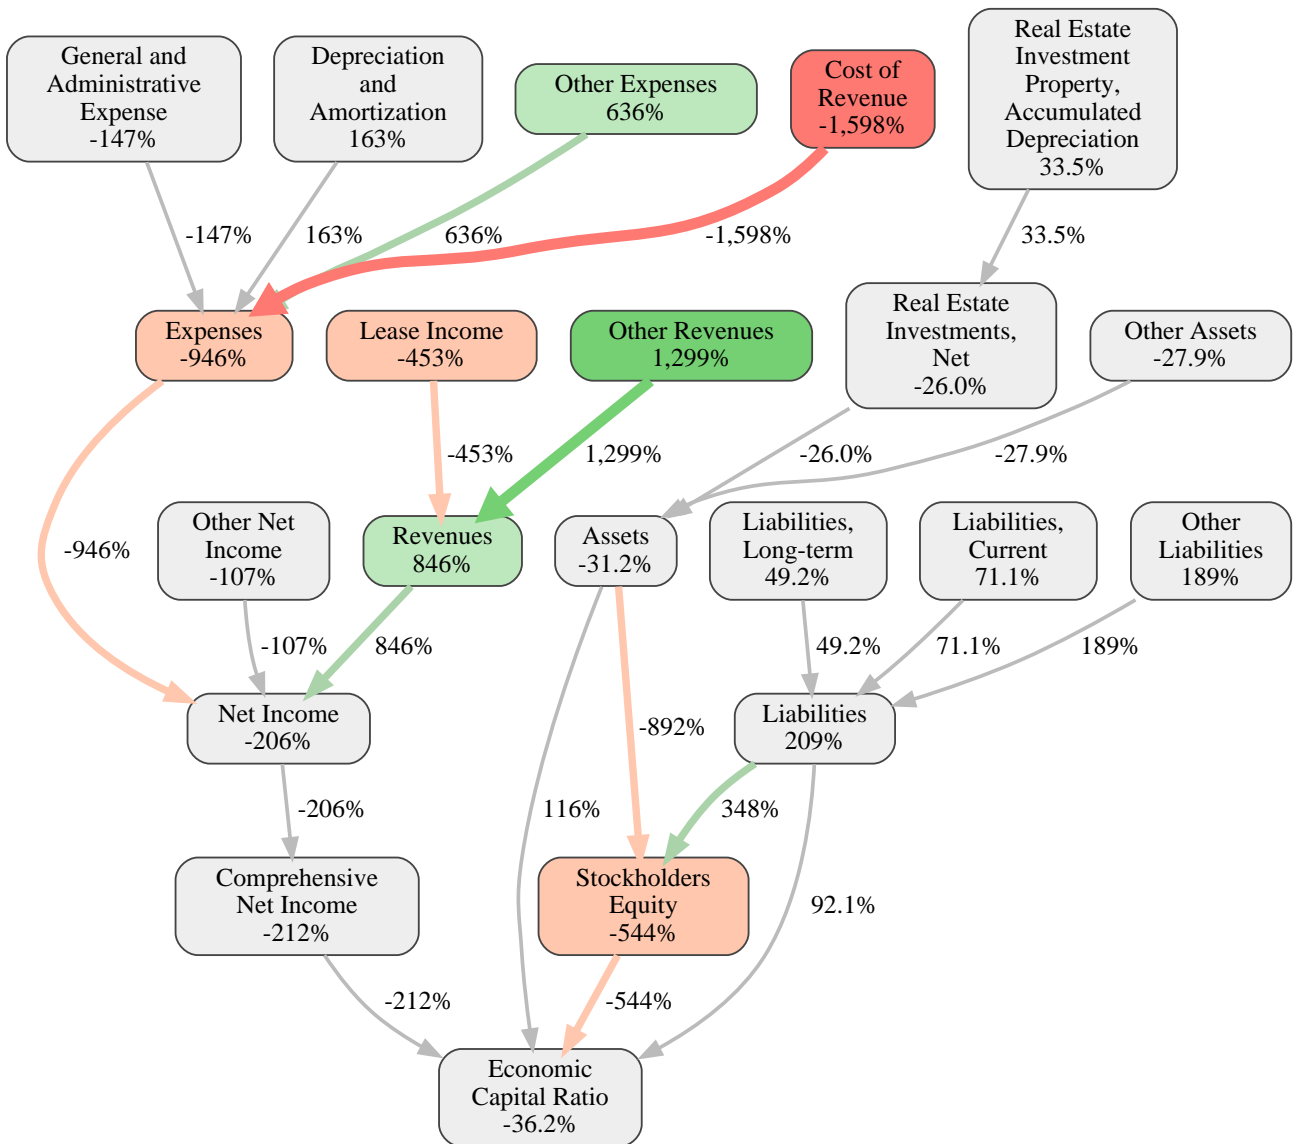 General and
Administrative
Expense
-147%
Depreciation
and
Amortization
163%
Other Expenses
636%
Cost of
Revenue
-1,598%
Real Estate
Investment
Property,
Accumulated
Depreciation
33.5%
-147%
163%
636%
-1,598%
33.5%
Expenses
-946%
Lease Income
-453%
Other Revenues
1,299%
Real Estate
Investments,
Net
-26.0%
Other Assets
-27.9%
-453%
1,299%
-26.0%
-27.9%
-946%
Other Net
Income
-107%
Revenues
846%
Assets
-31.2%
Liabilities,
Long-term
49.2%
Liabilities,
Current
71.1%
Other
Liabilities
189%
-107%
846%
49.2%
71.1%
189%
Net Income
-206%
-892%
Liabilities
209%
-206%
116%
348%
Comprehensive
Net Income
-212%
Stockholders
Equity
-544%
92.1%
-212%
-544%
Economic
Capital Ratio
-36.2%